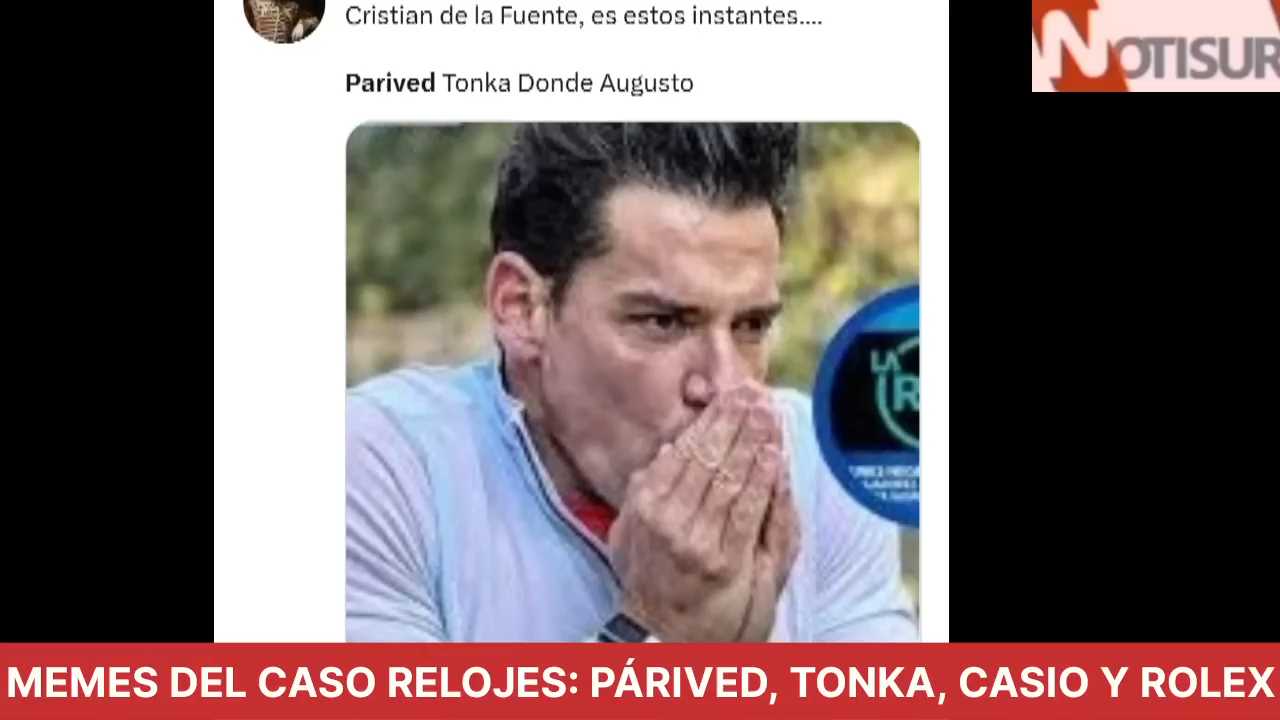 Cristian de la Fuente, es estos instantes....
NOTISUR
Parived Tonka Donde Augusto
LA
R
MEMES DEL CASO RELOJES: PÁRIVED, TONKA, CASIO Y ROLEX